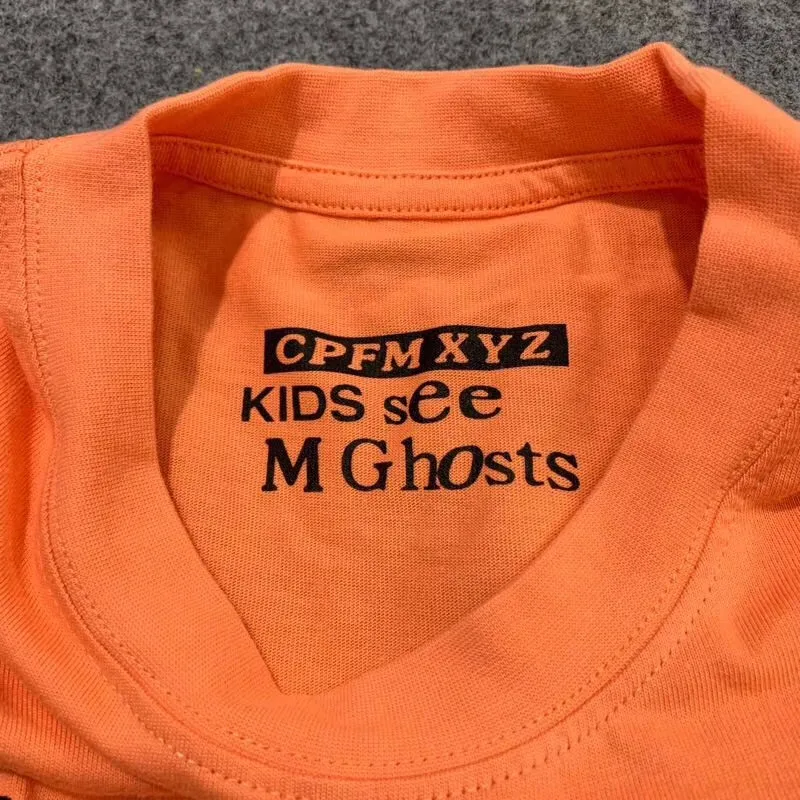 CPFM XYZ
KIDS see
M Ghosts